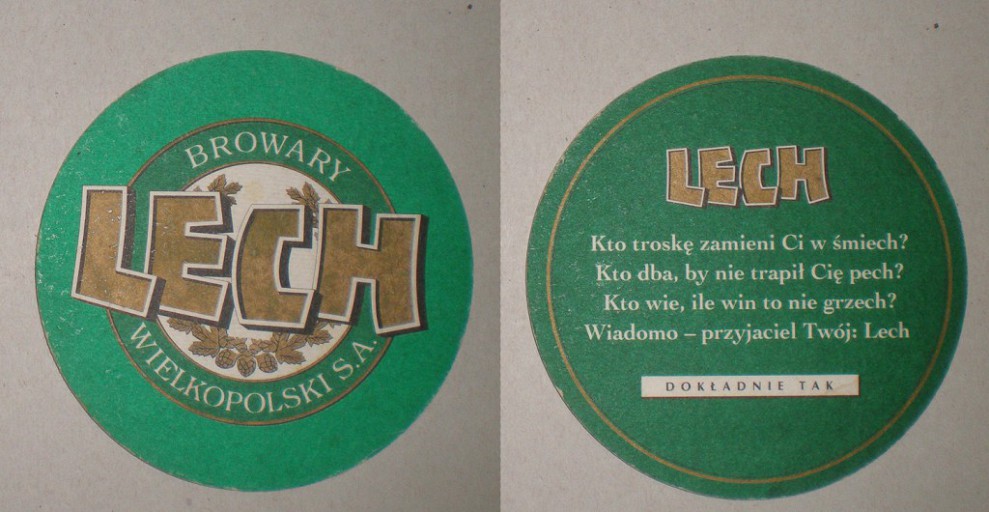 BROWARY
LECH
WIELKOPOLSKI S.A.
LECH
Kto troskę zamieni Ci w śmiech?
Kto dba, by nie trapił Cię pech?
Kto wie, ile win to nie grzech?
Wiadomo – przyjaciel Twój: Lech
DOKŁADNIE TAK